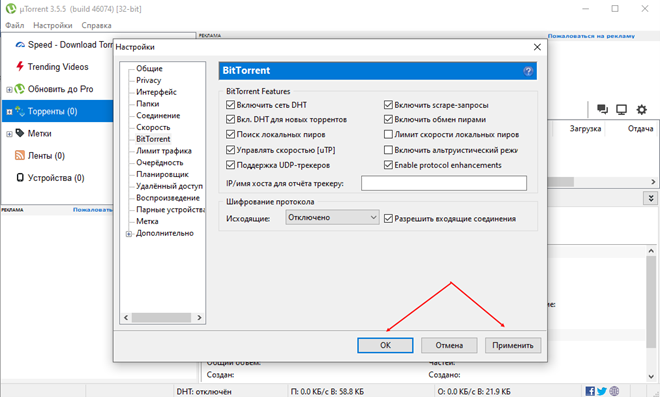 µTorrent 3.5.5 (build 46074) [32-bit]
Файл Настройки Справка
РЕКЛАМА
Пожаловаться на рекламу
Speed - Download Torr
Trending Videos
Обновить до Pro
Торренты (0)
Метки
Ленты (0)
Устройства (0)
РЕКЛАМА
Пожаловать
Загрузка
Отдача
Настройки
Общие
Privacy
Интерфейс
Папки
Соединение
Скорость
BitTorrent
Лимит трафика
Очерёдность
Планировщик
Удалённый доступ
Воспроизведение
Парные устройства
Метка
Дополнительно
BitTorrent
BitTorrent Features
Включить сеть DHT
Включить scrape-запросы
Вкл. DHT для новых торрентов
Включить обмен пирами
Поиск локальных пиров
Лимит скорости локальных пиров
Управлять скоростью [uTP]
Включить альтруистический режи
Поддержка UDP-трекеров
Enable protocol enhancements
IP/имя хоста для отчёта трекеру:
Шифрование протокола
Исходящие:
Отключено
Разрешить входящие соединения
OK
Отмена
Применить
Общий объём:
Частей:
Создан:
Создано:
DHT: отключён
П: 0.0 КБ/с В: 58.8 КБ
О: 0.0 КБ/с В: 21.9 КБ